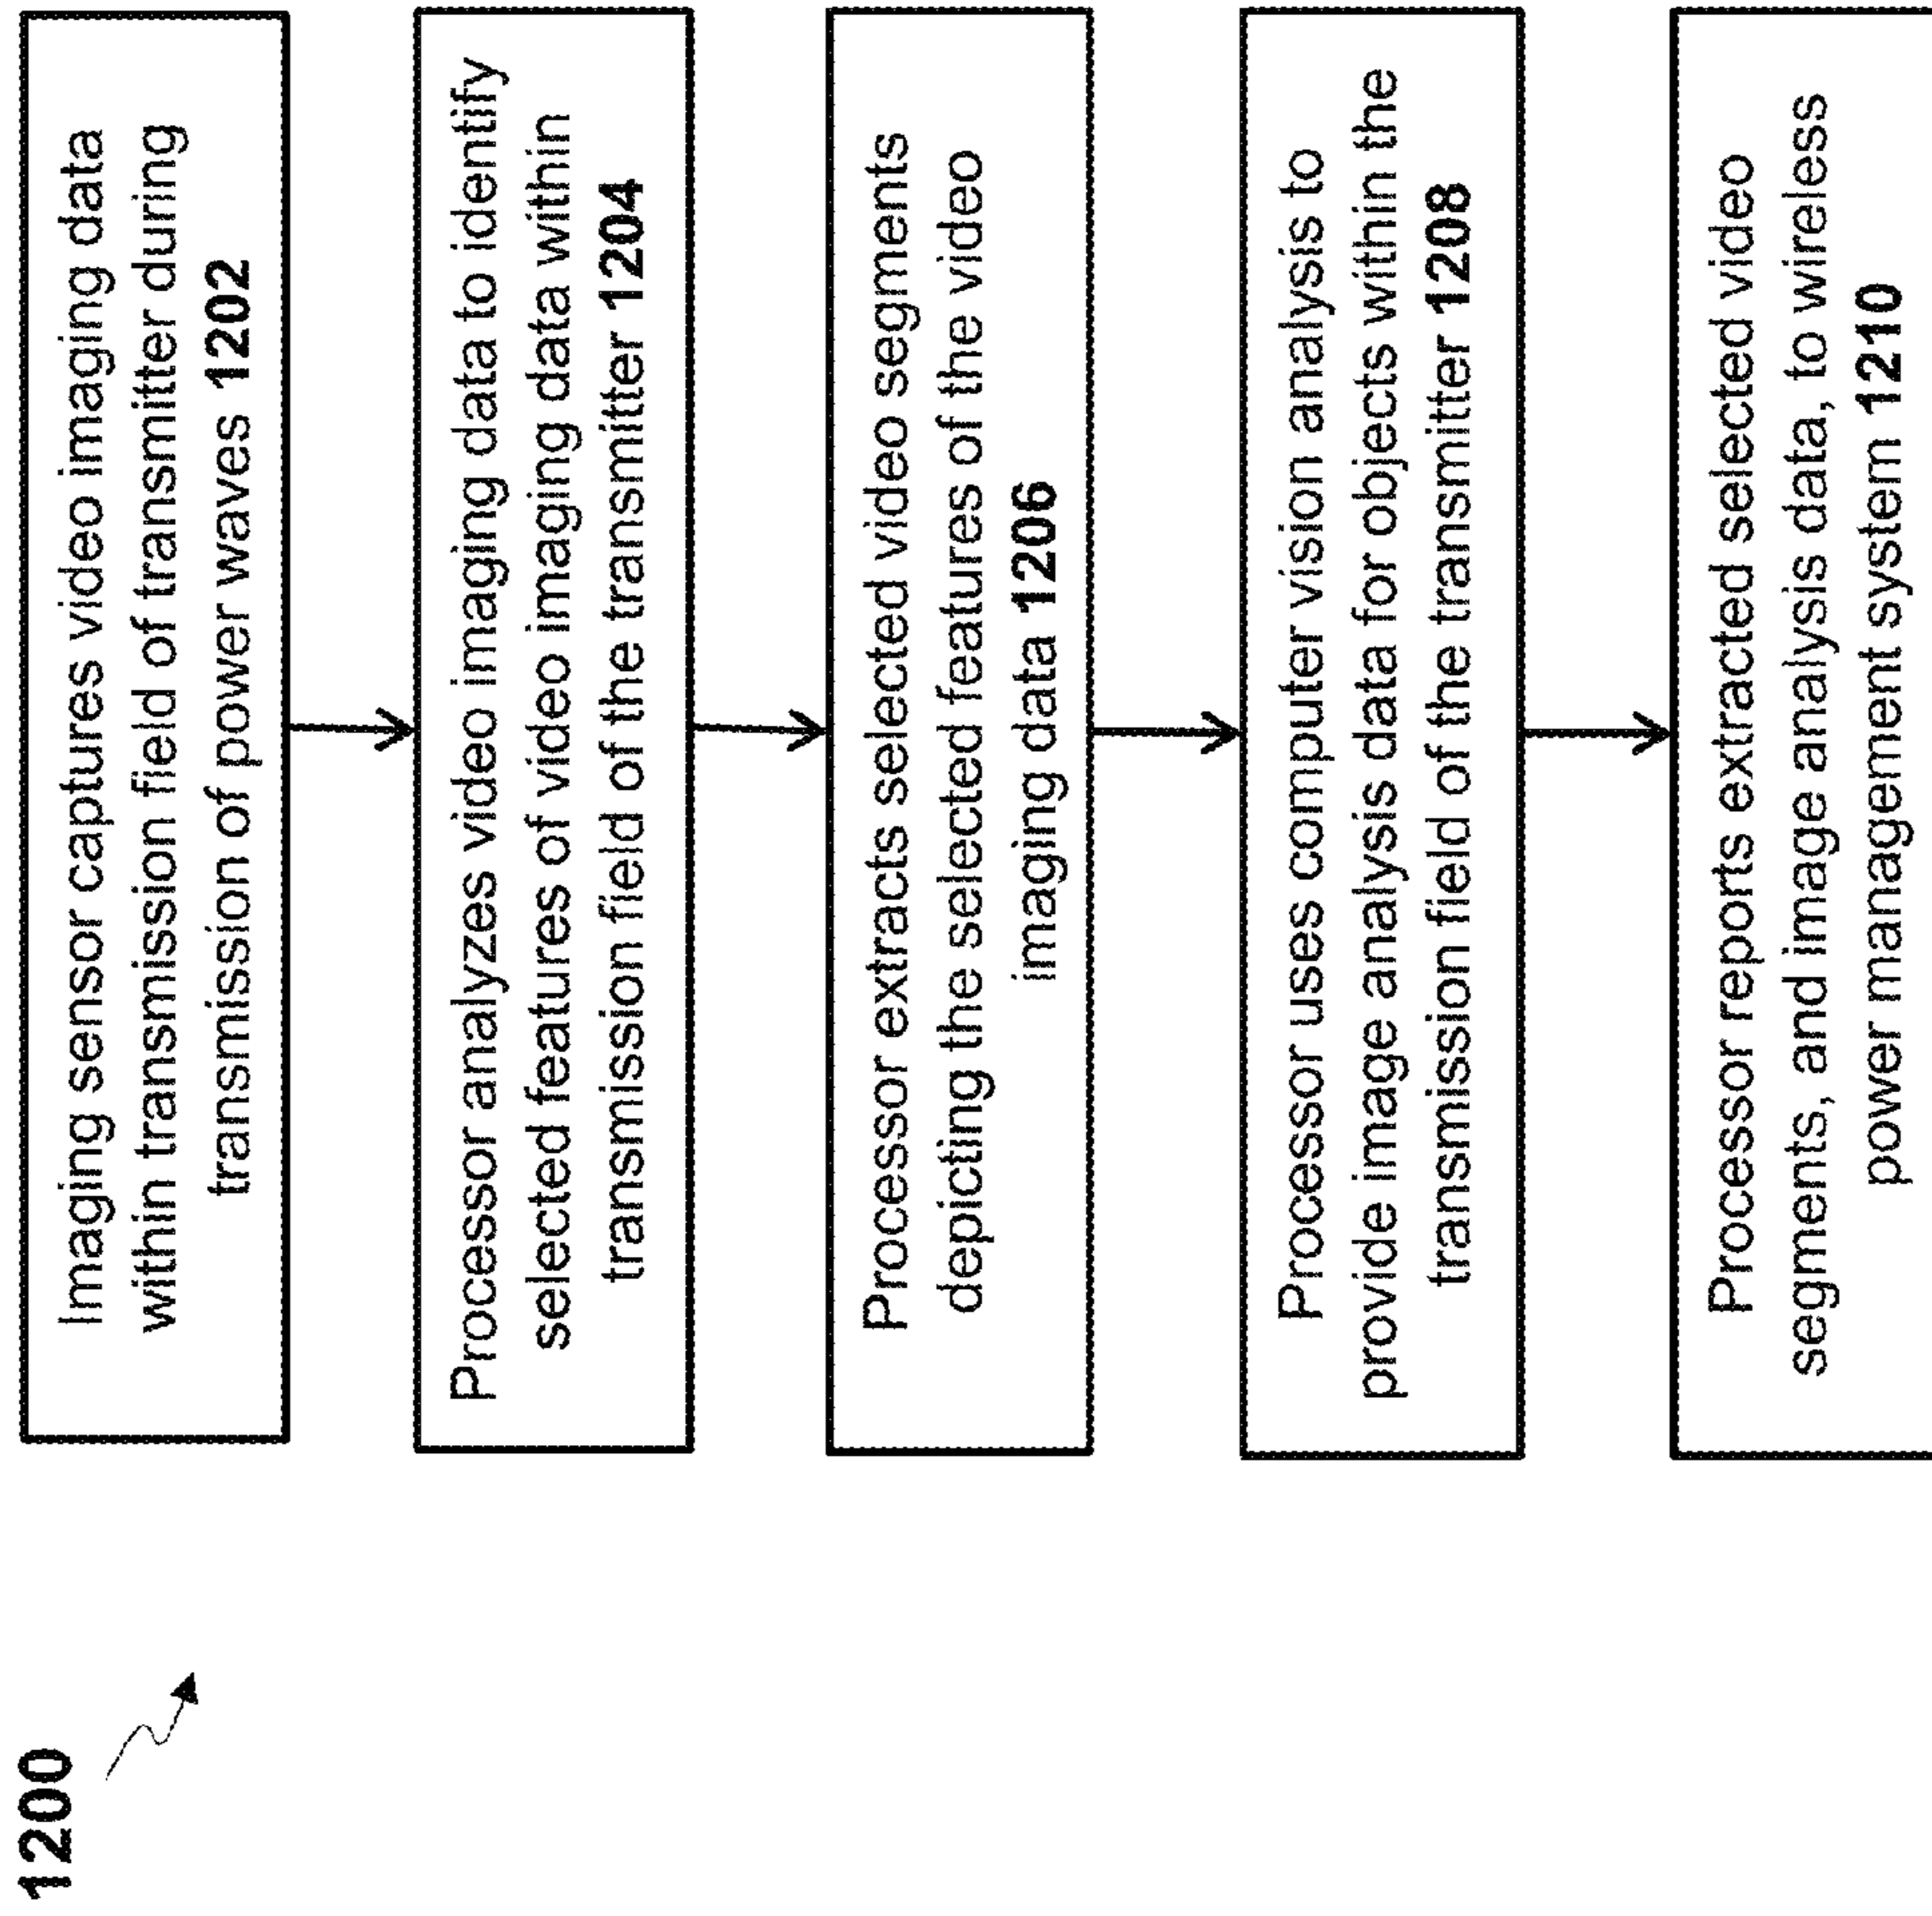 1200
Imaging sensor captures video imaging data
within transmission field of transmitter during
transmission of power waves 1202
Processor analyzes video imaging data to identify
selected features of video imaging data within
transmission field of the transmitter 1204
Processor extracts selected video segments
depicting the selected features of the video
imaging data 1206
Processor uses computer vision analysis to
provide image analysis data for objects within the
transmission field of the transmitter 1208
Processor reports extracted selected video
segments, and image analysis data, to wireless
power management system 1210